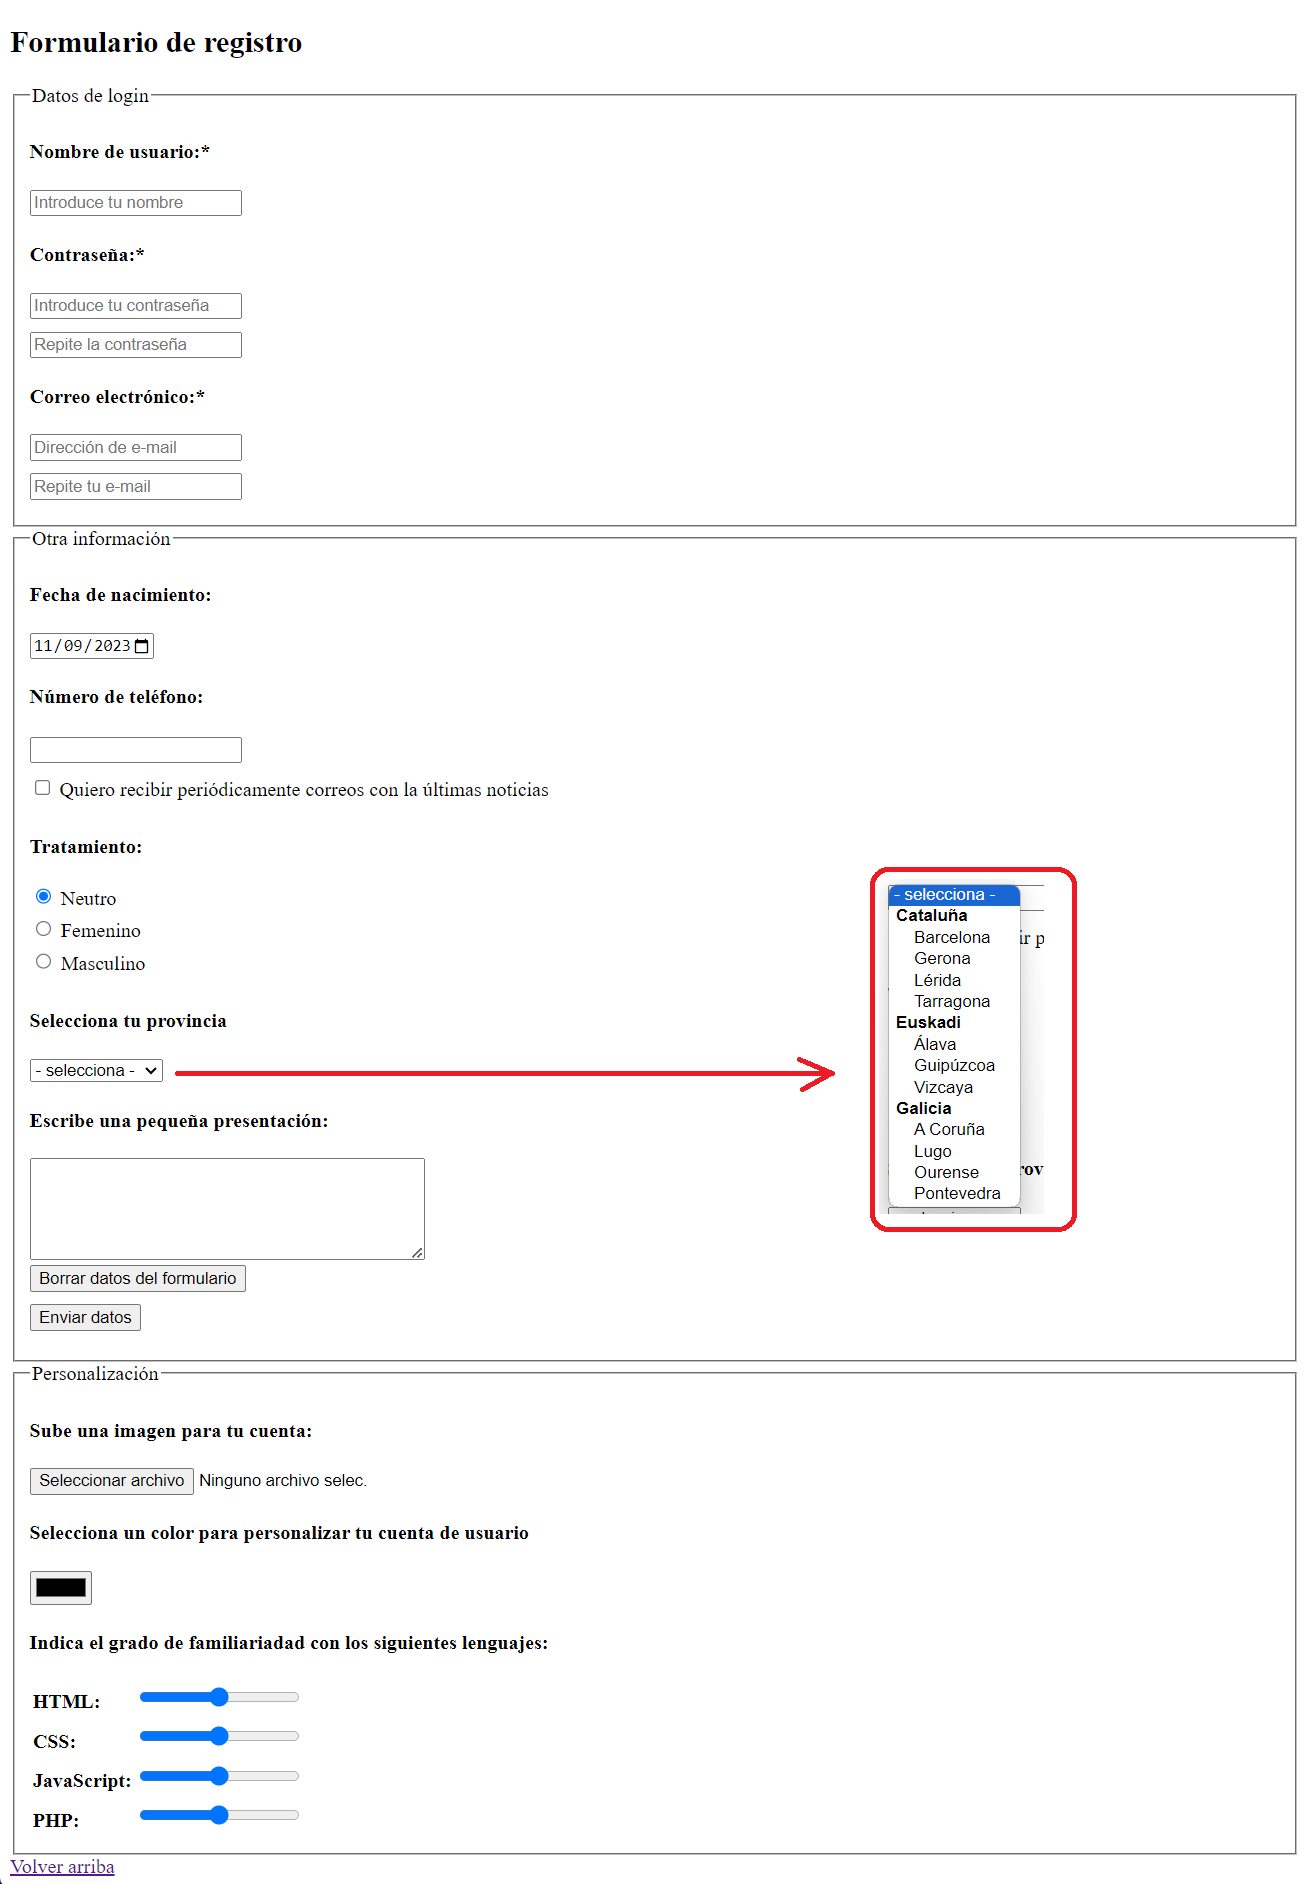 Formulario de registro
Datos de login
Nombre de usuario:*
Introduce tu nombre
Contraseña:*
Introduce tu contraseña
Repite la contraseña
Correo electrónico:*
Dirección de e-mail
Repite tu e-mail
Otra información
Fecha de nacimiento:
11/09/2023
Número de teléfono:
Quiero recibir periódicamente correos con la últimas noticias
Tratamiento:
Neutro
Femenino
Masculino
Selecciona tu provincia
- selecciona -
- selecciona -
Cataluña
Barcelona
ir p
Gerona
Lérida
Tarragona
Euskadi
Álava
Guipúzcoa
Vizcaya
Galicia
A Coruña
Lugo
Ourense
rov
Pontevedra
Escribe una pequeña presentación:
Borrar datos del formulario
Enviar datos
Personalización
Sube una imagen para tu cuenta:
Seleccionar archivo Ninguno archivo selec.
Selecciona un color para personalizar tu cuenta de usuario
Indica el grado de familiariadad con los siguientes lenguajes:
HTML:
CSS:
JavaScript:
PHP:
Volver arriba